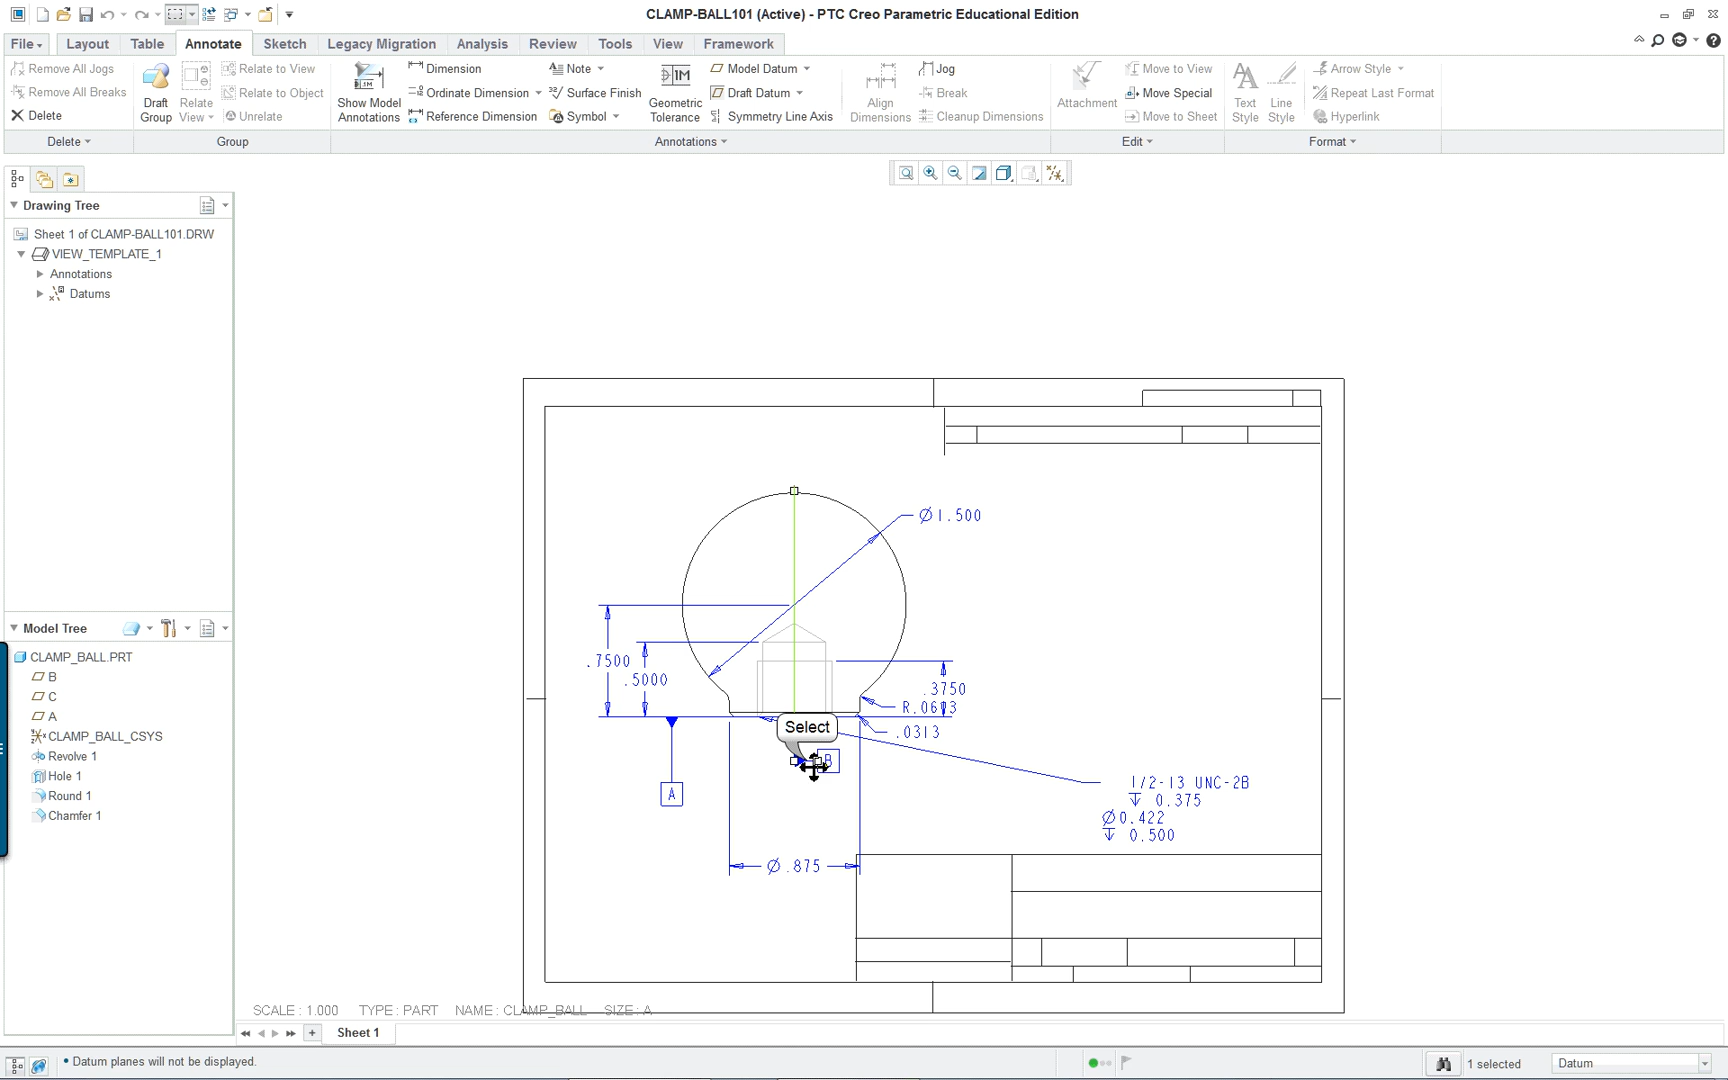 CLAMP-BALL101 (Active) - PTC Creo Parametric Educational Edition
File Layout Table Annotate Sketch Legacy Migration Analysis Review Tools View Framework
Remove All Jogs
Remove All Breaks
Delete
Delete
Draft Group
Relate View
Relate to View
Relate to Object
Unrelate
Group
Show Model Annotations
Dimension
Ordinate Dimension
Reference Dimension
Note
Surface Finish
Symbol
Geometric Tolerance
Model Datum
Draft Datum
Symmetry Line Axis
Align Dimensions
Jog
Break
Cleanup Dimensions
Annotations
Attachment
Move to View
Move Special
Move to Sheet
Edit
Text Style
Line Style
Arrow Style
Repeat Last Format
Hyperlink
Format
Drawing Tree
Sheet 1 of CLAMP-BALL101.DRW
VIEW_TEMPLATE_1
Annotations
Datums
Model Tree
CLAMP_BALL.PRT
B
C
A
CLAMP_BALL_CSYS
Revolve 1
Hole 1
Round 1
Chamfer 1
Ø1.500
.7500
.5000
.3750
R.0613
.0313
Select
B
A
1/2-13 UNC-2B
↧ 0.375
Ø0.422
↧ 0.500
Ø.875
SCALE : 1.000 TYPE : PART NAME : CLAMP_BALL SIZE : A
Sheet 1
• Datum planes will not be displayed.
1 selected
Datum